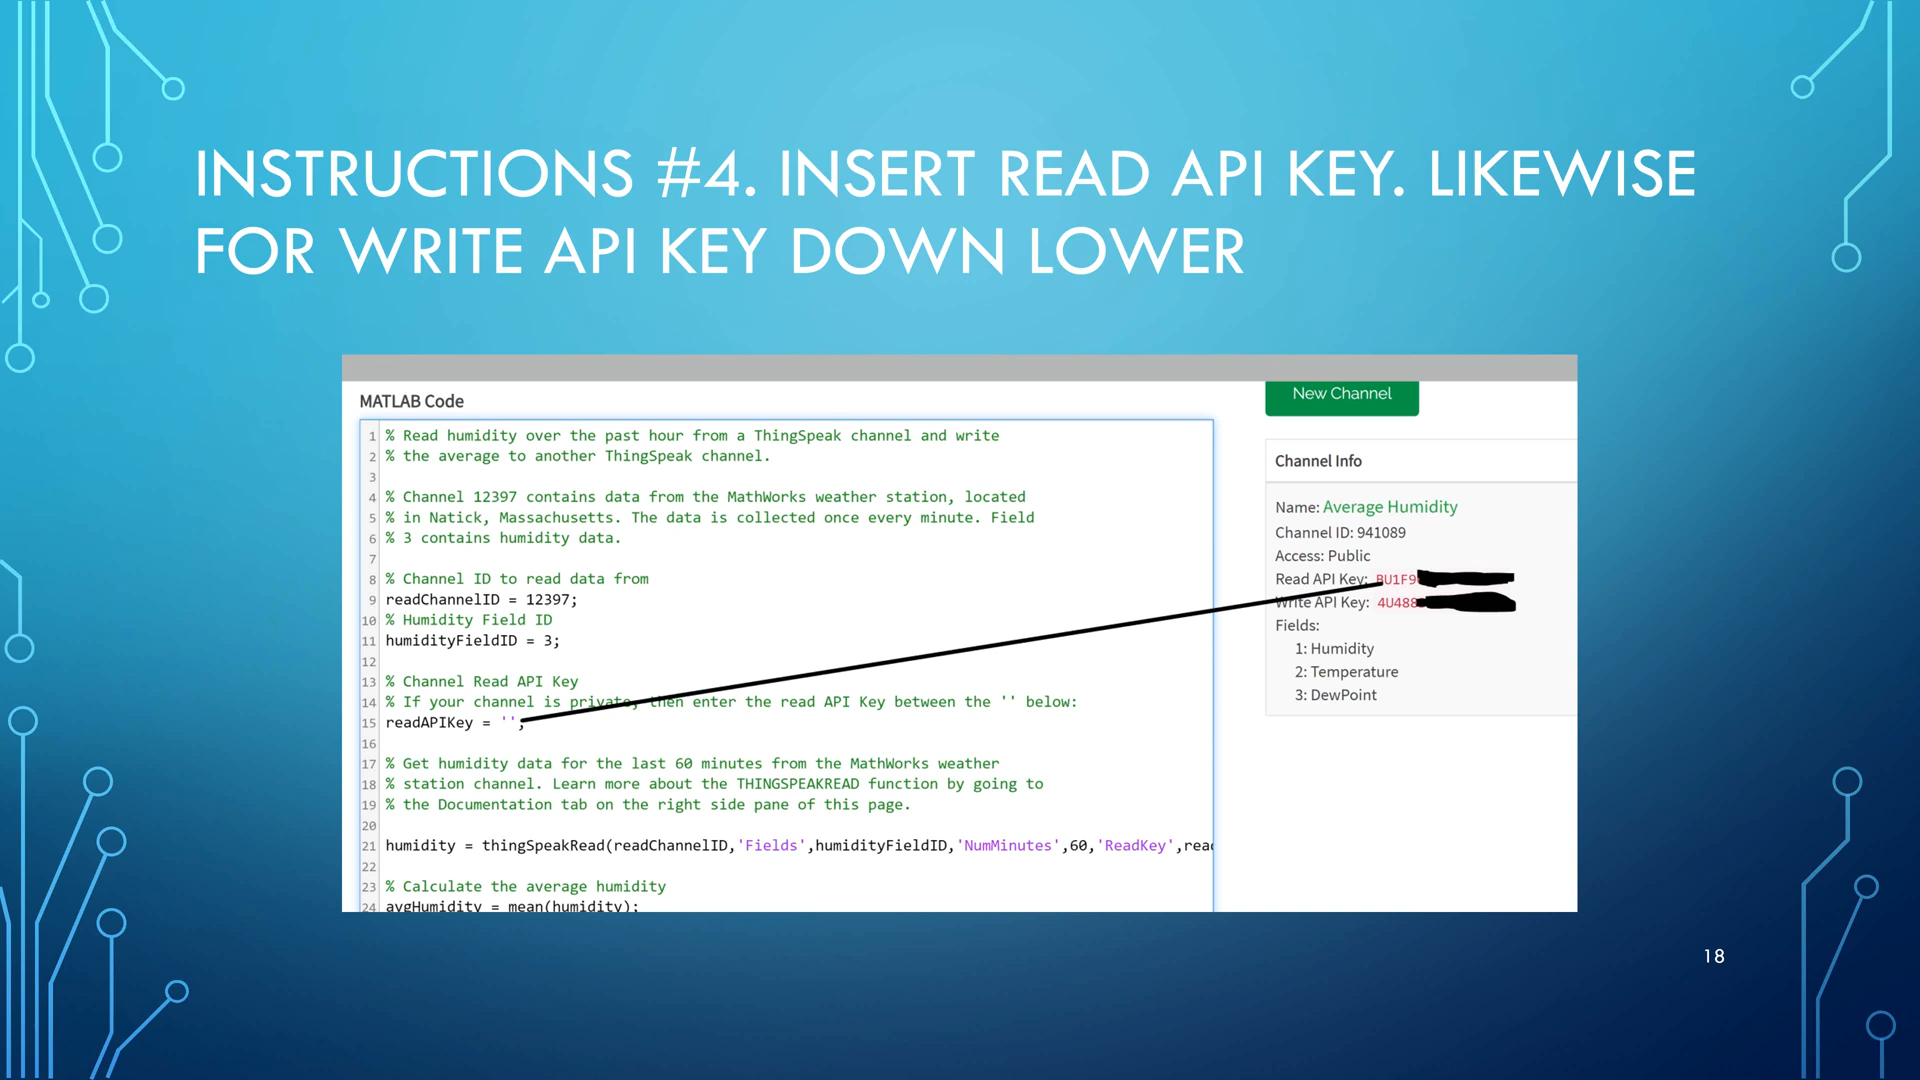 INSTRUCTIONS #4. INSERT READ API KEY. LIKEWISE
FOR WRITE API KEY DOWN LOWER
MATLAB Code
1 % Read humidity over the past hour from a ThingSpeak channel and write
2 % the average to another ThingSpeak channel.
3
4 % Channel 12397 contains data from the MathWorks weather station, located
5 % in Natick, Massachusetts. The data is collected once every minute. Field
6 % 3 contains humidity data.
7
8 % Channel ID to read data from
9 readChannelID = 12397;
10 % Humidity Field ID
11 humidityFieldID = 3;
12
13 % Channel Read API Key
14 % If your channel is private, then enter the read API Key between the '' below:
15 readAPIKey = '';
16
17 % Get humidity data for the last 60 minutes from the MathWorks weather
18 % station channel. Learn more about the THINGSPEAKREAD function by going to
19 % the Documentation tab on the right side pane of this page.
20
21 humidity = thingSpeakRead(readChannelID,'Fields',humidityFieldID,'NumMinutes',60,'ReadKey',read
22
23 % Calculate the average humidity
24 avgHumidity = mean(humidity);
New Channel
Channel Info
Name: Average Humidity
Channel ID: 941089
Access: Public
Read API Key: BU1F9
Write API Key: 4U488
Fields:
1: Humidity
2: Temperature
3: DewPoint
18